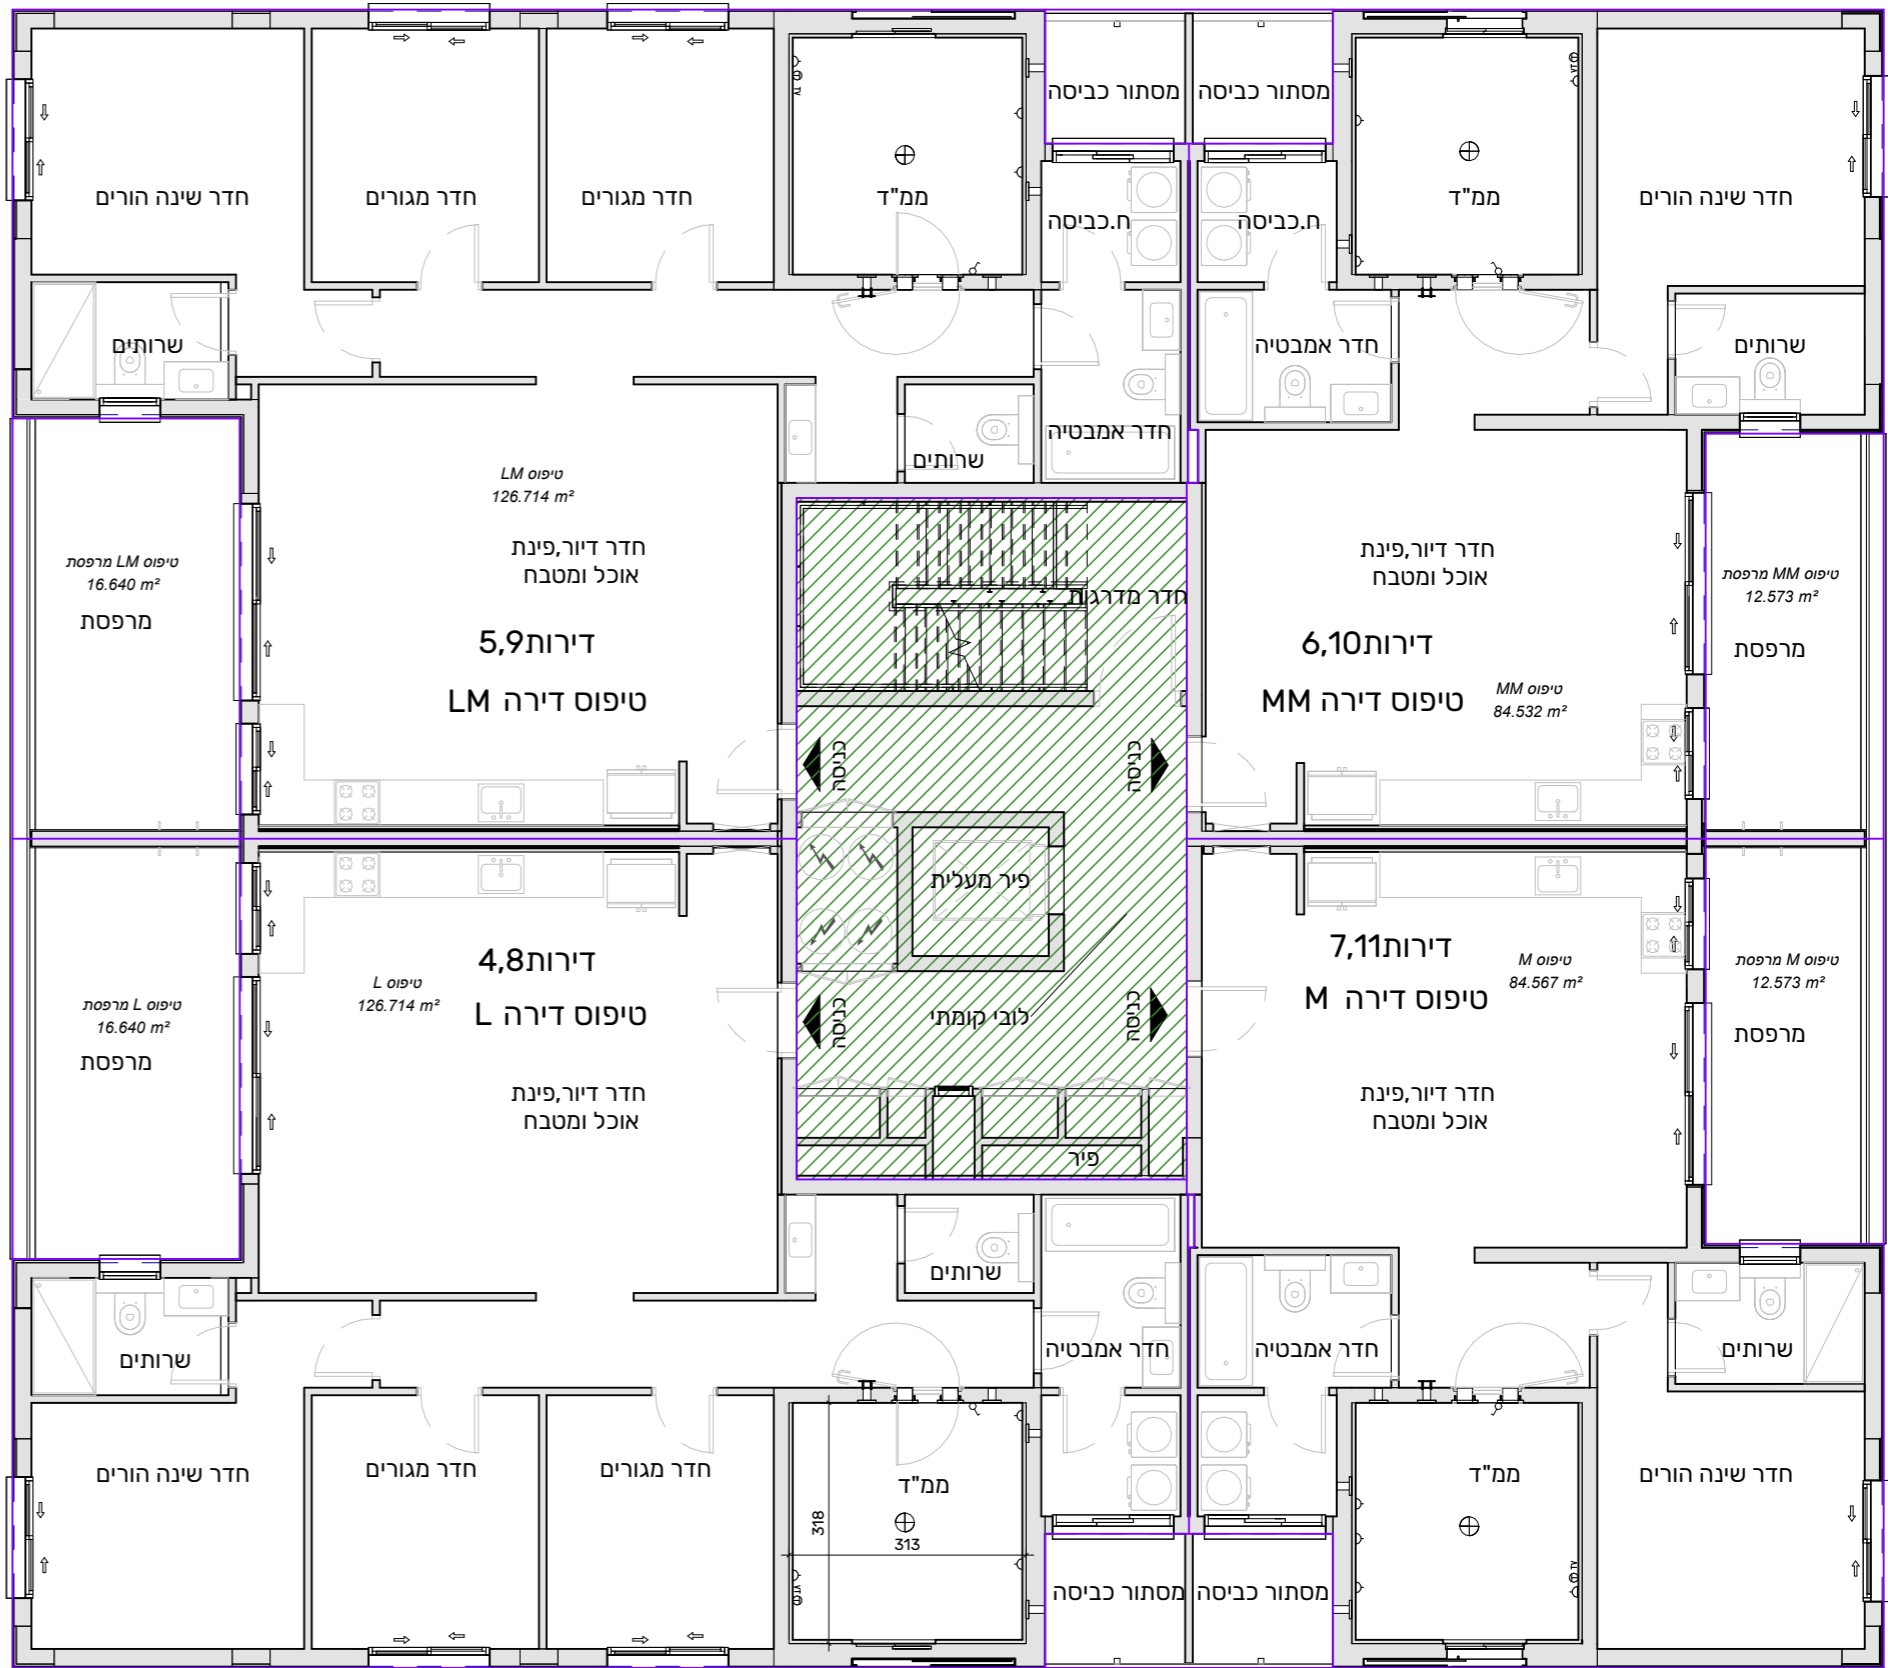 מסתור כביסה
מסתור כביסה
חדר שינה הורים
חדר מגורים
חדר מגורים
ממ"ד
ח.כביסה
ח.כביסה
ממ"ד
חדר שינה הורים
שרותים
חדר אמבטיה
שרותים
חדר אמבטיה
שרותים
טיפוס LM
126.714 m²
חדר דיור,פינת
אוכל ומטבח
דירות5,9
טיפוס דירה LM
טיפוס LM מרפסת
16.640 m²
מרפסת
חדר מדרגות
חדר דיור,פינת
אוכל ומטבח
דירות6,10
טיפוס דירה MM
טיפוס MM
84.532 m²
טיפוס MM מרפסת
12.573 m²
מרפסת
כניסה
כניסה
פיר מעלית
דירות4,8
טיפוס דירה L
טיפוס L
126.714 m²
טיפוס L מרפסת
16.640 m²
מרפסת
חדר דיור,פינת
אוכל ומטבח
כניסה
לובי קומתי
כניסה
דירות7,11
טיפוס דירה M
טיפוס M
84.567 m²
טיפוס M מרפסת
12.573 m²
מרפסת
חדר דיור,פינת
אוכל ומטבח
פיר
שרותים
שרותים
חדר אמבטיה
חדר אמבטיה
שרותים
חדר שינה הורים
חדר מגורים
חדר מגורים
ממ"ד
318
313
ממ"ד
חדר שינה הורים
מסתור כביסה
מסתור כביסה